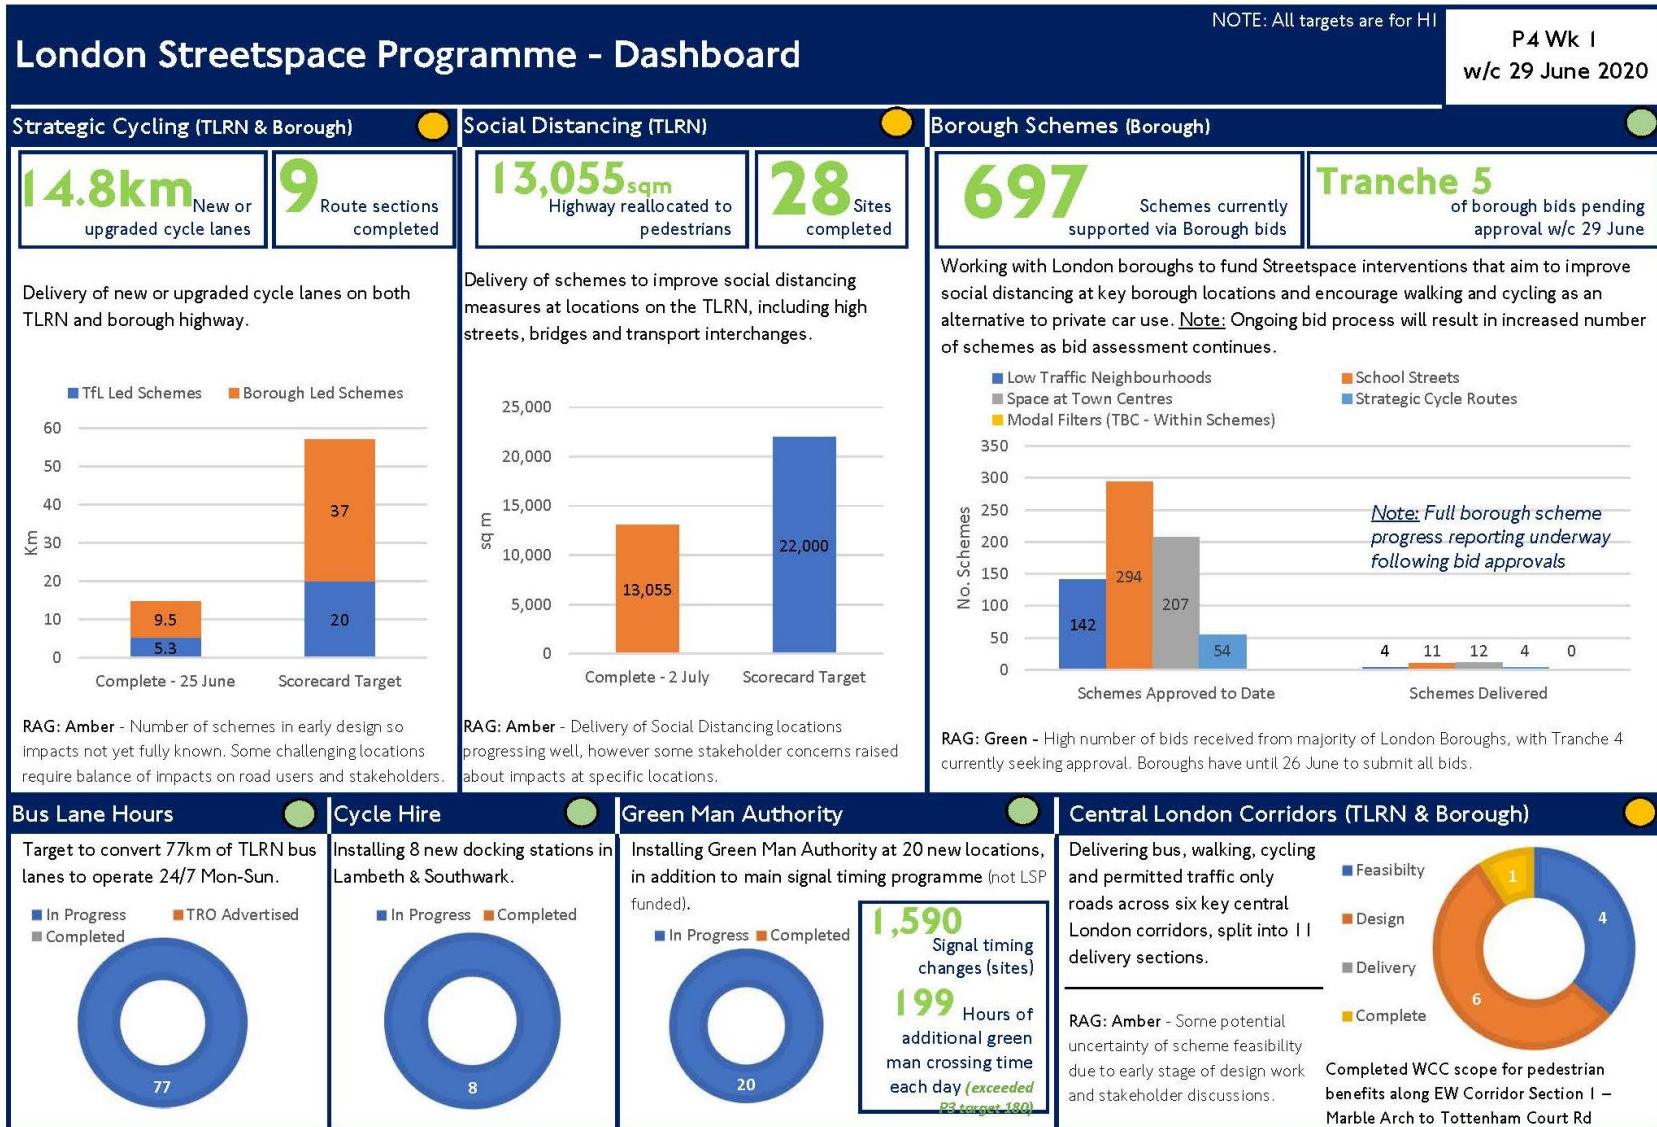 NOTE: All targets are for H1
London Streetspace Programme - Dashboard
P4 Wk 1
w/c 29 June 2020
Strategic Cycling (TLRN & Borough)
14.8km New or
upgraded cycle lanes
9 Route sections
completed
Delivery of new or upgraded cycle lanes on both
TLRN and borough highway.
TfL Led Schemes Borough Led Schemes
60
50
40
30
20
10
0
Km
9.5
5.3
37
20
Complete - 25 June Scorecard Target
RAG: Amber - Number of schemes in early design so
impacts not yet fully known. Some challenging locations
require balance of impacts on road users and stakeholders.
Social Distancing (TLRN)
13,055 sqm
Highway reallocated to
pedestrians
28 Sites
completed
Delivery of schemes to improve social distancing
measures at locations on the TLRN, including high
streets, bridges and transport interchanges.
25,000
20,000
15,000
10,000
5,000
0
sq m
13,055
22,000
Complete - 2 July Scorecard Target
RAG: Amber - Delivery of Social Distancing locations
progressing well, however some stakeholder concerns raised
about impacts at specific locations.
Borough Schemes (Borough)
697 Schemes currently
supported via Borough bids
Tranche 5
of borough bids pending
approval w/c 29 June
Working with London boroughs to fund Streetspace interventions that aim to improve
social distancing at key borough locations and encourage walking and cycling as an
alternative to private car use. Note: Ongoing bid process will result in increased number
of schemes as bid assessment continues.
Low Traffic Neighbourhoods School Streets
Space at Town Centres Strategic Cycle Routes
Modal Filters (TBC - Within Schemes)
350
300
250
200
150
100
50
0
No. Schemes
142
294
207
54
4 11 12 4 0
Note: Full borough scheme
progress reporting underway
following bid approvals
Schemes Approved to Date Schemes Delivered
RAG: Green - High number of bids received from majority of London Boroughs, with Tranche 4
currently seeking approval. Boroughs have until 26 June to submit all bids.
Bus Lane Hours
Target to convert 77km of TLRN bus
lanes to operate 24/7 Mon-Sun.
In Progress TRO Advertised
Completed
77
Cycle Hire
Installing 8 new docking stations in
Lambeth & Southwark.
In Progress Completed
8
Green Man Authority
Installing Green Man Authority at 20 new locations,
in addition to main signal timing programme (not LSP
funded).
In Progress Completed
20
1,590
Signal timing
changes (sites)
199 Hours of
additional green
man crossing time
each day (exceeded
P3 target 180)
Central London Corridors (TLRN & Borough)
Delivering bus, walking, cycling
and permitted traffic only
roads across six key central
London corridors, split into 11
delivery sections.
RAG: Amber - Some potential
uncertainty of scheme feasibility
due to early stage of design work
and stakeholder discussions.
Feasibilty
Design
Delivery
Complete
1
4
6
Completed WCC scope for pedestrian
benefits along EW Corridor Section 1 –
Marble Arch to Tottenham Court Rd